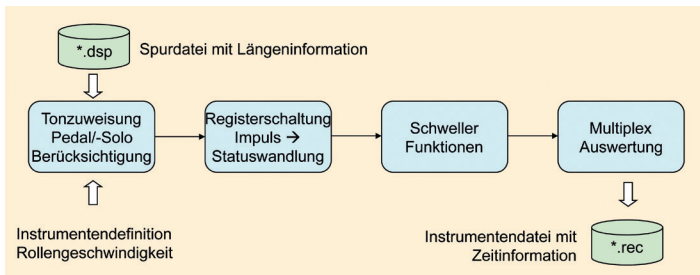 *.dsp
Spurdatei mit Längeninformation
Tonzuweisung
Pedal/-Solo
Berücksichtigung
Registerschaltung
Impuls →
Statuswandlung
Schweller
Funktionen
Multiplex
Auswertung
Instrumentendefinition
Rollengeschwindigkeit
Instrumentendatei mit
Zeitinformation
*.rec